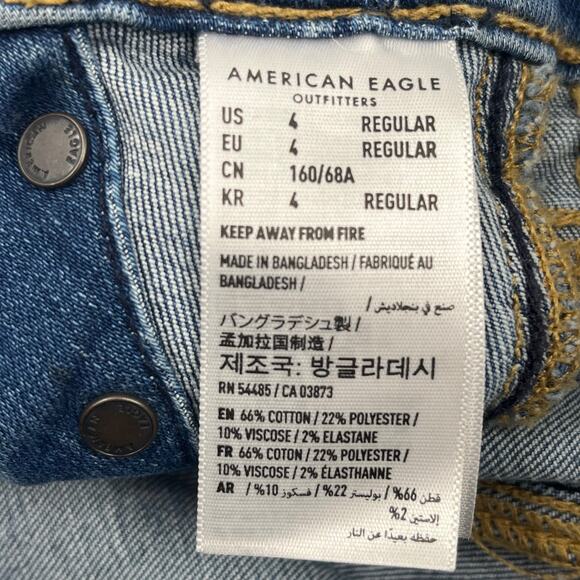 AMERICAN EAGLE
OUTFITTERS
US 4 REGULAR
EU 4 REGULAR
CN 160/68A
KR 4 REGULAR
KEEP AWAY FROM FIRE
MADE IN BANGLADESH / FABRIQUÉ AU
BANGLADESH /
صنع في بنجلاديش /
バングラデシュ製 /
孟加拉国制造 /
제조국: 방글라데시
RN 54485 / CA 03873
EN 66% COTTON / 22% POLYESTER /
10% VISCOSE / 2% ELASTANE
FR 66% COTON / 22% POLYESTER /
10% VISCOSE / 2% ÉLASTHANNE
AR قطن 66% / بوليستر 22% / فسكوز 10% /
إلاستين 2%
حفظه بعيدًا عن النار